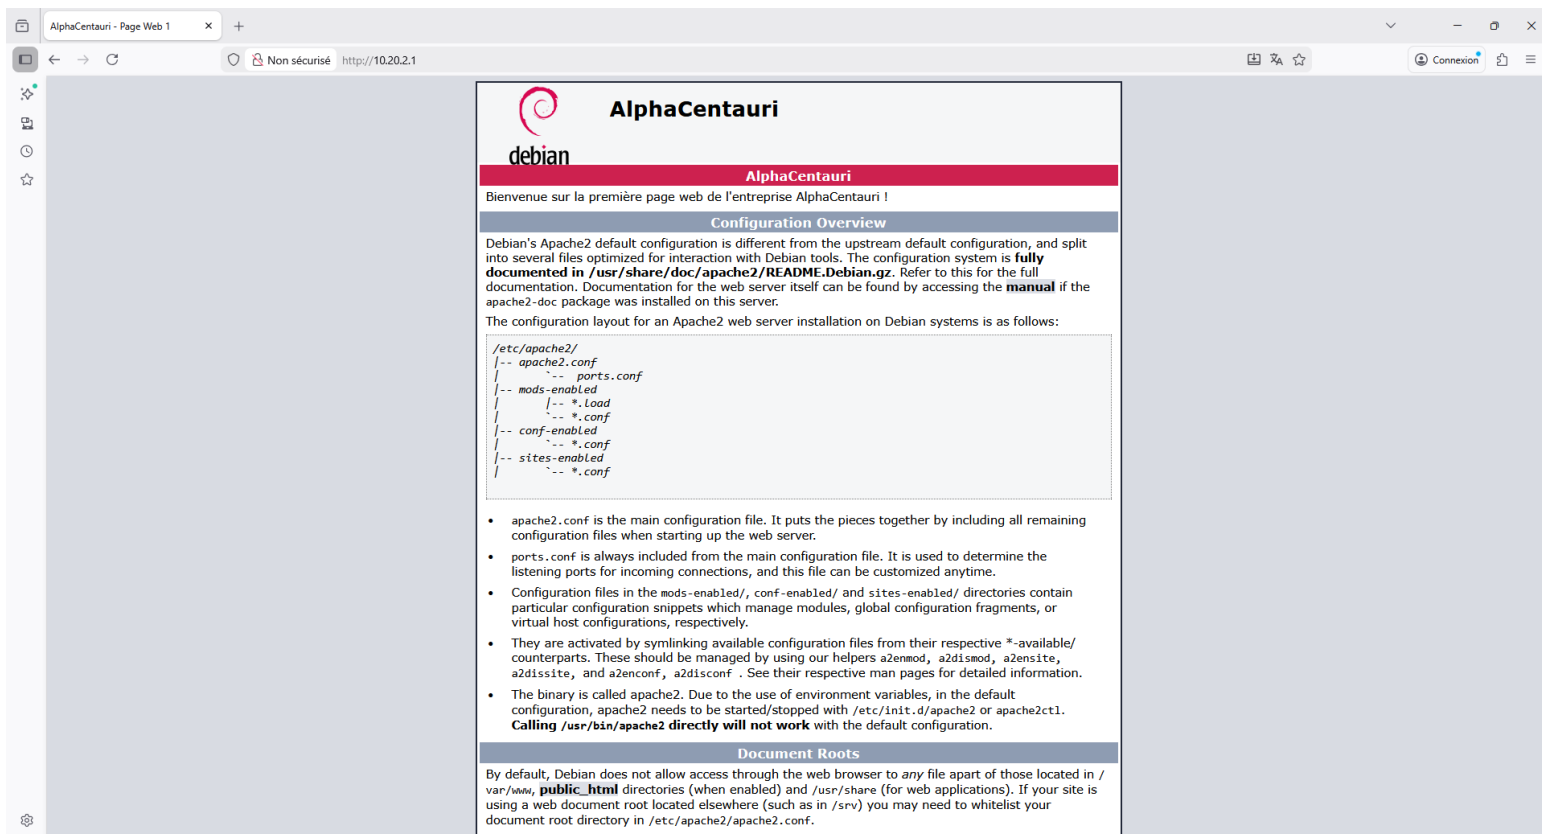 AlphaCentauri - Page Web 1
Non sécurisé http://10.20.2.1
Connexion
debian
AlphaCentauri
AlphaCentauri
Bienvenue sur la première page web de l'entreprise AlphaCentauri !
Configuration Overview
Debian's Apache2 default configuration is different from the upstream default configuration, and split
into several files optimized for interaction with Debian tools. The configuration system is fully
documented in /usr/share/doc/apache2/README.Debian.gz. Refer to this for the full
documentation. Documentation for the web server itself can be found by accessing the manual if the
apache2-doc package was installed on this server.
The configuration layout for an Apache2 web server installation on Debian systems is as follows:
/etc/apache2/
|-- apache2.conf
|       `--  ports.conf
|-- mods-enabled
|       |-- *.load
|       `-- *.conf
|-- conf-enabled
|       `-- *.conf
|-- sites-enabled
|       `-- *.conf
• apache2.conf is the main configuration file. It puts the pieces together by including all remaining
configuration files when starting up the web server.
• ports.conf is always included from the main configuration file. It is used to determine the
listening ports for incoming connections, and this file can be customized anytime.
• Configuration files in the mods-enabled/, conf-enabled/ and sites-enabled/ directories contain
particular configuration snippets which manage modules, global configuration fragments, or
virtual host configurations, respectively.
• They are activated by symlinking available configuration files from their respective *-available/
counterparts. These should be managed by using our helpers a2enmod, a2dismod, a2ensite,
a2dissite, and a2enconf, a2disconf . See their respective man pages for detailed information.
• The binary is called apache2. Due to the use of environment variables, in the default
configuration, apache2 needs to be started/stopped with /etc/init.d/apache2 or apache2ctl.
Calling /usr/bin/apache2 directly will not work with the default configuration.
Document Roots
By default, Debian does not allow access through the web browser to any file apart of those located in /
var/www, public_html directories (when enabled) and /usr/share (for web applications). If your site is
using a web document root located elsewhere (such as in /srv) you may need to whitelist your
document root directory in /etc/apache2/apache2.conf.